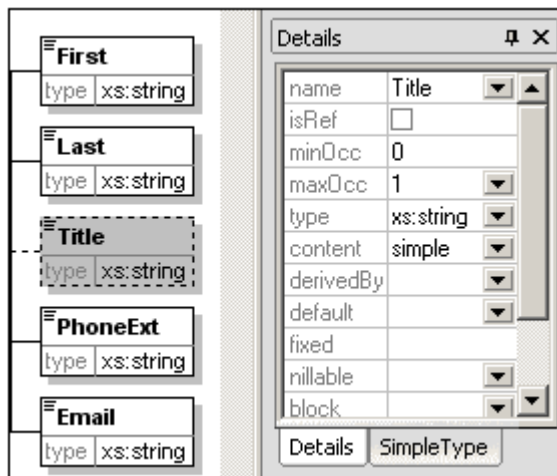 First
type xs:string
Last
type xs:string
Title
type xs:string
PhoneExt
type xs:string
Email
type xs:string
Details
name Title
isRef
minOcc 0
maxOcc 1
type xs:string
content simple
derivedBy
default
fixed
nillable
block
Details SimpleType